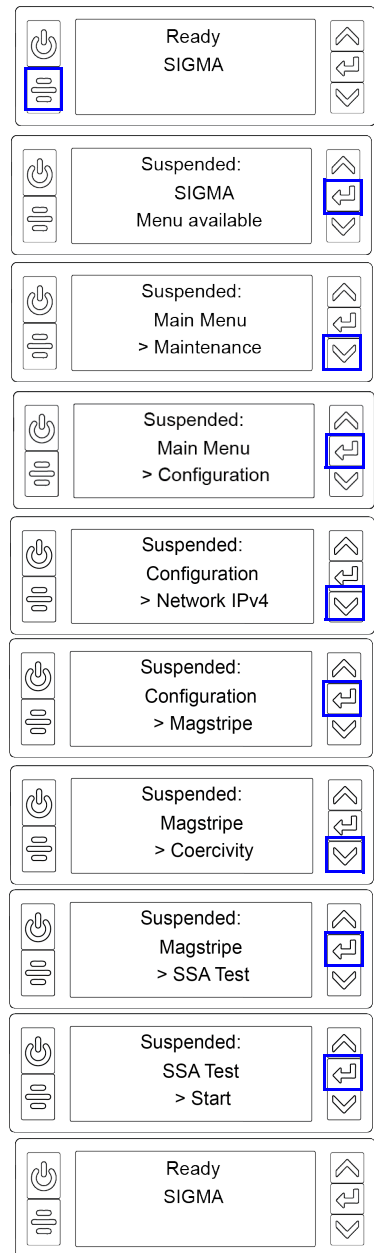 Ready
SIGMA
Suspended:
SIGMA
Menu available
Suspended:
Main Menu
> Maintenance
Suspended:
Main Menu
> Configuration
Suspended:
Configuration
> Network IPv4
Suspended:
Configuration
> Magstripe
Suspended:
Magstripe
> Coercivity
Suspended:
Magstripe
> SSA Test
Suspended:
SSA Test
> Start
Ready
SIGMA